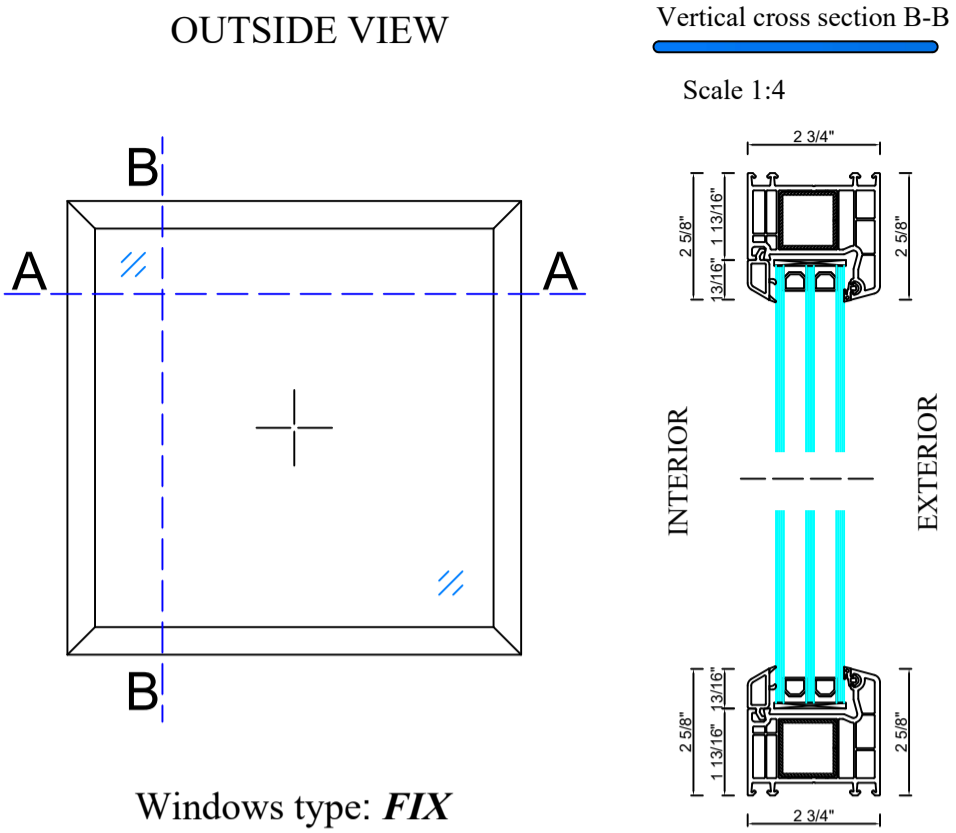 OUTSIDE VIEW
Vertical cross section B-B
Scale 1:4
B
A
A
B
Windows type: FIX
2 3/4"
2 5/8"
1 13/16"
13/16"
2 5/8"
INTERIOR
EXTERIOR
13/16"
2 5/8"
1 13/16"
2 5/8"
2 3/4"